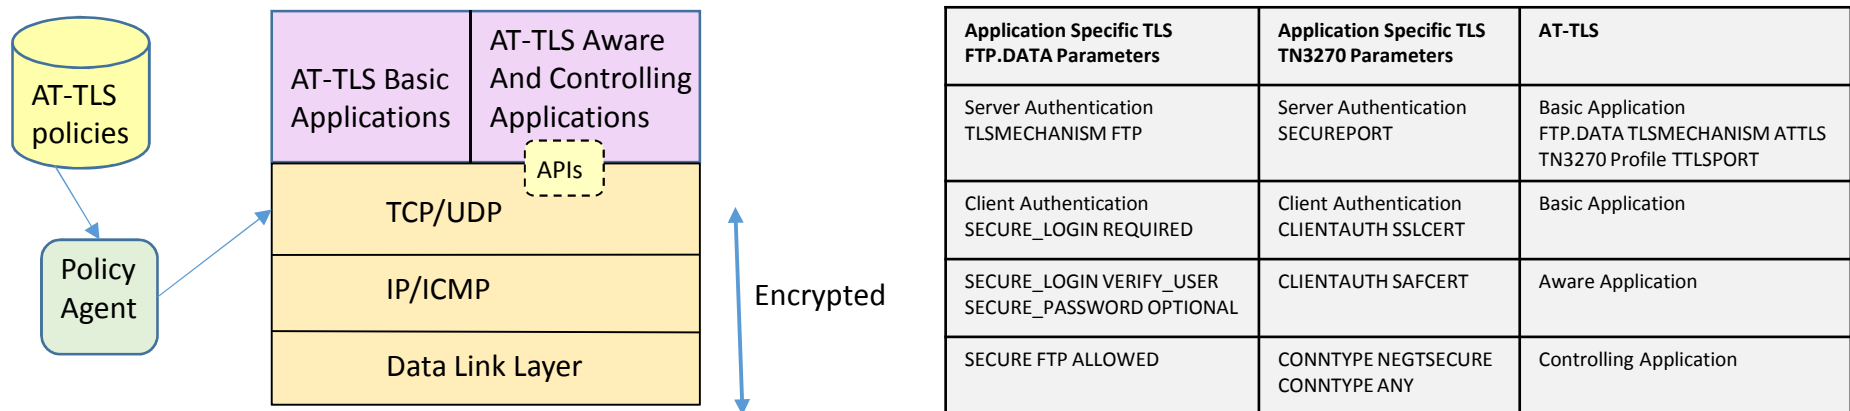 AT-TLS
policies
Policy
Agent
AT-TLS Basic
Applications
AT-TLS Aware
And Controlling
Applications
APIs
TCP/UDP
IP/ICMP
Data Link Layer
Encrypted
Application Specific TLS
FTP.DATA Parameters
Application Specific TLS
TN3270 Parameters
AT-TLS
Server Authentication
TLSMECHANISM FTP
Server Authentication
SECUREPORT
Basic Application
FTP.DATA TLSMECHANISM ATTLS
TN3270 Profile TTLSPORT
Client Authentication
SECURE_LOGIN REQUIRED
Client Authentication
CLIENTAUTH SSLCERT
Basic Application
SECURE_LOGIN VERIFY_USER
SECURE_PASSWORD OPTIONAL
CLIENTAUTH SAFCERT
Aware Application
SECURE FTP ALLOWED
CONNTYPE NEGTSECURE
CONNTYPE ANY
Controlling Application